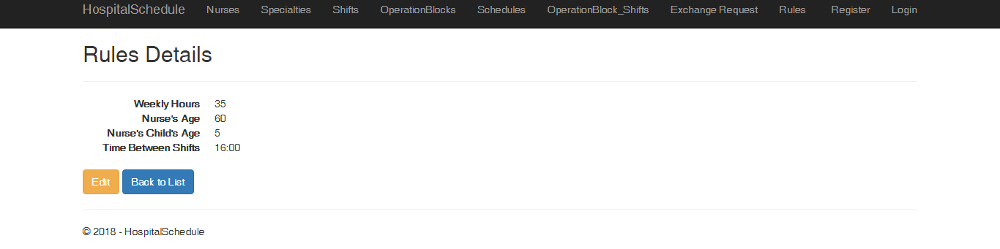 HospitalSchedule Nurses Specialties Shifts OperationBlocks Schedules OperationBlock_Shifts Exchange Request Rules Register Login
Rules Details
Weekly Hours 35
Nurse's Age 60
Nurse's Child's Age 5
Time Between Shifts 16:00
Edit Back to List
© 2018 - HospitalSchedule